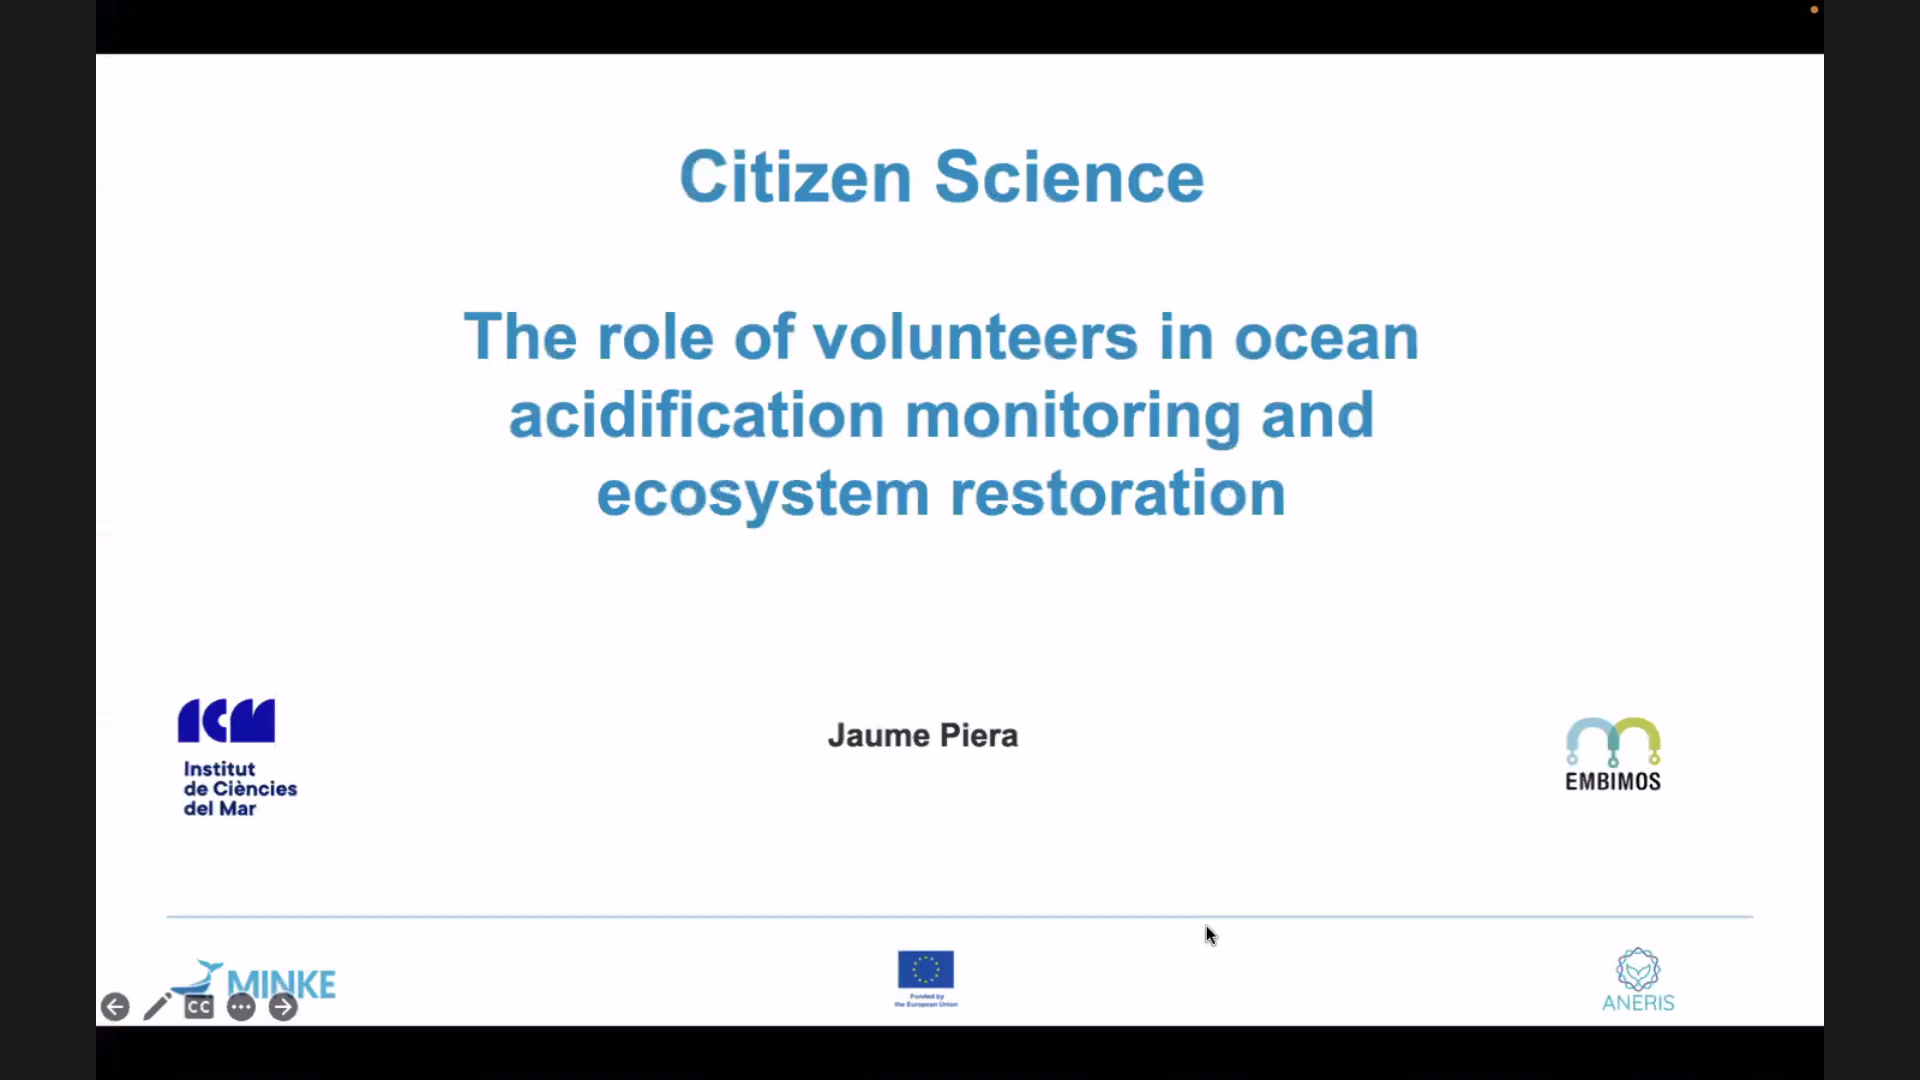 Citizen Science
The role of volunteers in ocean
acidification monitoring and
ecosystem restoration
ICM
Institut
de Ciències
del Mar
Jaume Piera
EMBIMOS
MINKE
CC
Funded by
the European Union
ANERIS